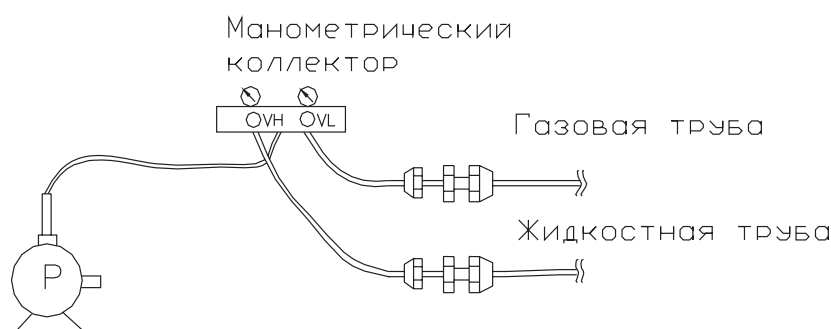 Манометрический
коллектор
VH
VL
Газовая труба
Жидкостная труба
P